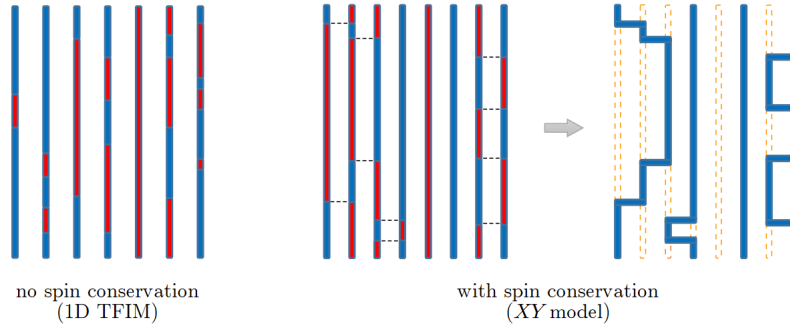 no spin conservation
(1D TFIM)
with spin conservation
(XY model)